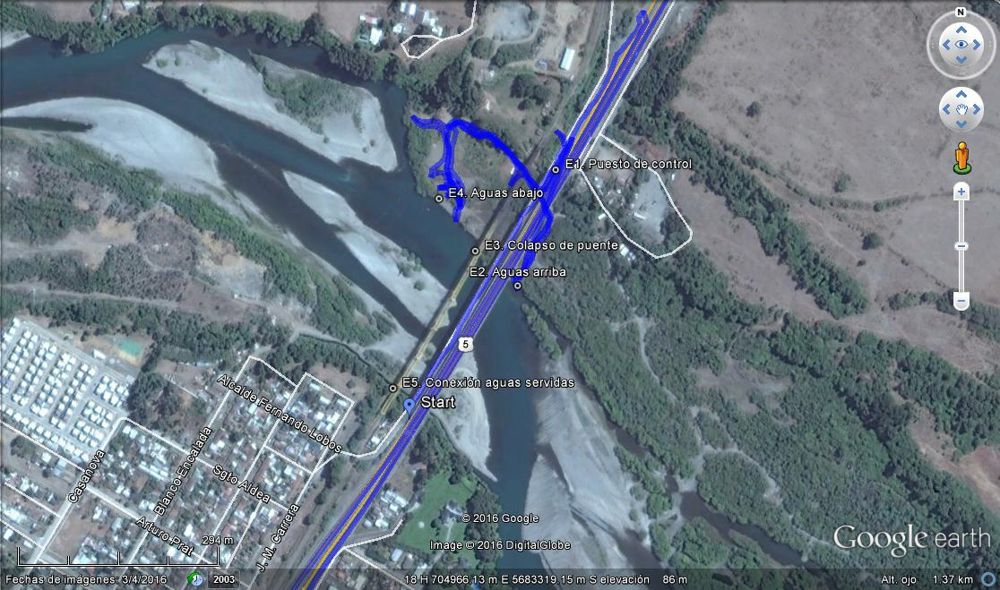 N
E1. Puesto de control
E4. Aguas abajo
E3. Colapso de puente
E2. Aguas arriba
5
E5. Conexión aguas servidas
Start
Alcalde Fernando Lobos
Blanco Encalada
Casanova
Sgto Aldea
Arturo Prat
J. M. Carrera
© 2016 Google
Image © 2016 DigitalGlobe
Google earth
294 m
Fechas de imágenes: 3/4/2016
2003
18 H 704966.13 m E 5683319.15 m S elevación 86 m
Alt. ojo 1.37 km